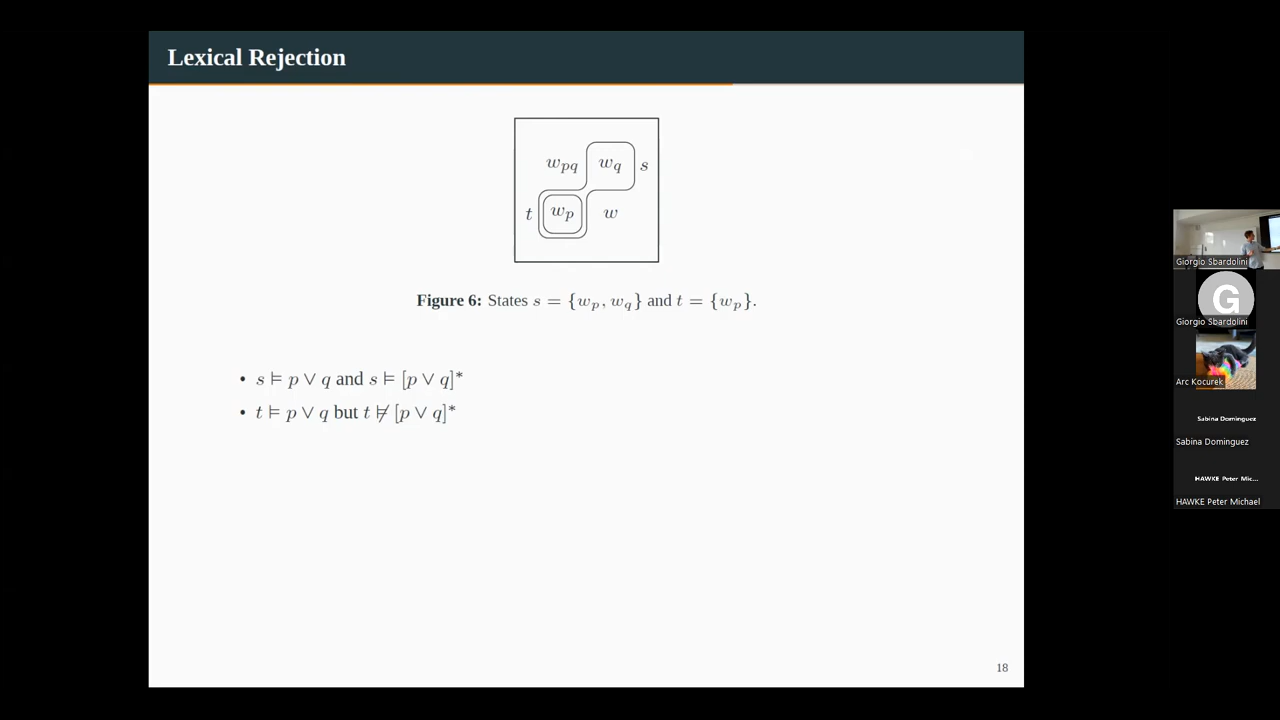 Lexical Rejection
w_pq w_q s
t w_p w
Figure 6: States s = {w_p, w_q} and t = {w_p}.
• s ⊨ p ∨ q and s ⊨ [p ∨ q]*
• t ⊨ p ∨ q but t ⊭ [p ∨ q]*
18
Giorgio Sbardolini
G
Giorgio Sbardolini
Arc Kocurek
Sabina Dominguez
Sabina Dominguez
HAWKE Peter Mic...
HAWKE Peter Michael